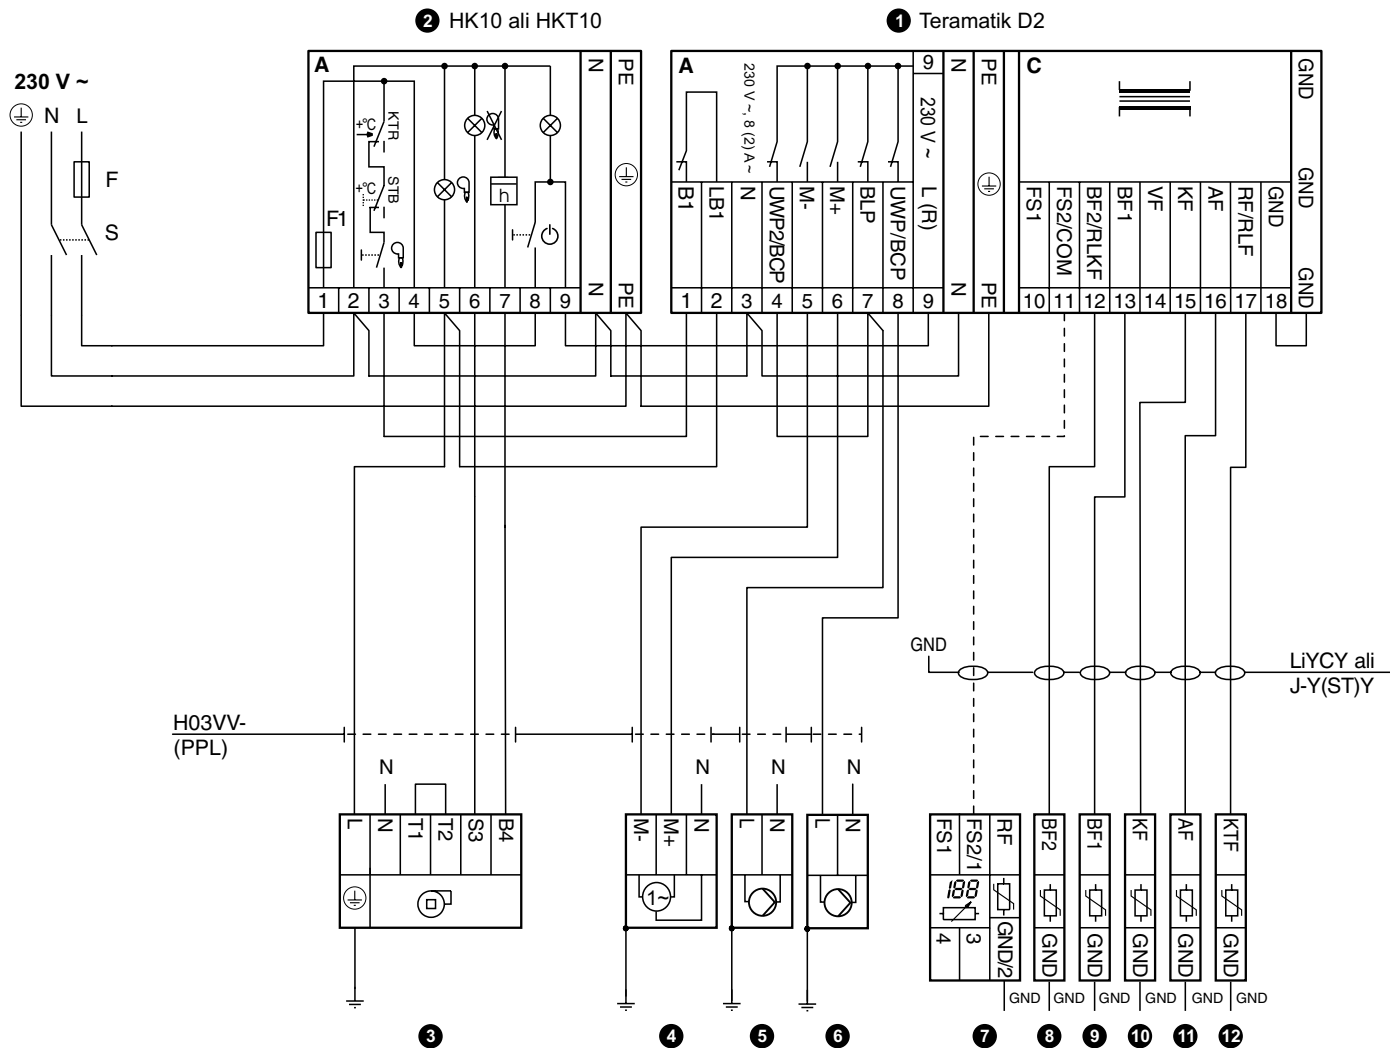 2 HK10 ali HKT10
1 Teramatik D2
230 V ~
N L
F
S
A
KTR
+°C
STB
+°C
F1
h
N
PE
1 2 3 4 5 6 7 8 9 N PE
A
230 V ~, 8 (2) A ~
9
230 V ~
L (R)
N
PE
B1
LB1
N
UWP2/BCP
M-
M+
BLP
UWP/BCP
1 2 3 4 5 6 7 8 9 N PE
C
GND
GND
GND
FS1
FS2/COM
BF2/RLKF
BF1
VF
KF
AF
RF/RLF
GND
10 11 12 13 14 15 16 17 18
GND
LiYCY ali
J-Y(ST)Y
H03VV-
(PPL)
N
N
N
N
L
N
T1
T2
S3
B4
M-
M+
N
1~
L
N
L
N
FS1
FS2/1
RF
188
4
3
GND/2
BF2
GND
BF1
GND
KF
GND
AF
GND
KTF
GND
GND GND GND GND GND GND
3 4 5 6 7 8 9 10 11 12